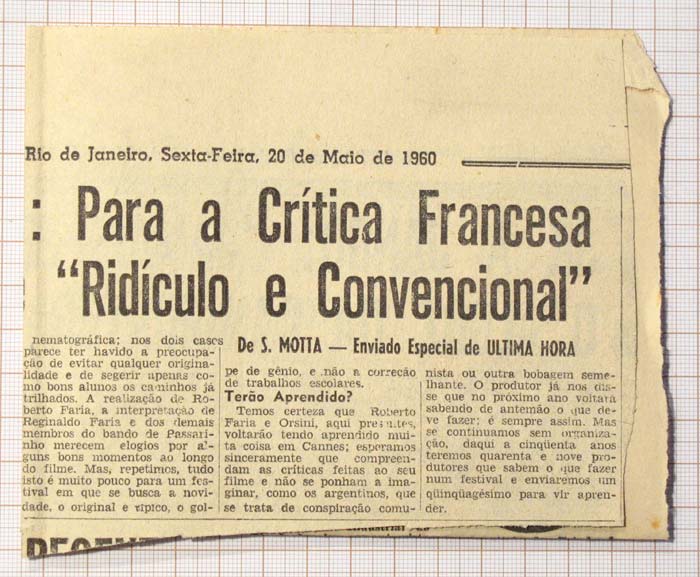 Rio de Janeiro, Sexta-Feira, 20 de Maio de 1960
: Para a Crítica Francesa
"Ridículo e Convencional"
De S. MOTTA — Enviado Especial de ULTIMA HORA
nematográfica; nos dois casos
parece ter havido a preocupa-
ção de evitar qualquer origina-
lidade e de segerir apenas co-
mo bons alunos os caminhos já
trilhados. A realização de Ro-
berto Faria, a interpretação de
Reginaldo Faria e dos demais
membros do bando de Passari-
nho merecem elogios por al-
guns bons momentos ao longo
do filme. Mas, repetimos, tudo
isto é muito pouco para um fes-
tival em que se busca a novi-
dade, o original e típico, o gol-
pe de gênio, e não a correção
de trabalhos escolares.
Terão Aprendido?
Temos certeza que Roberto
Faria e Orsini, aqui presentes,
voltarão tendo aprendido mui-
ta coisa em Cannes; esperamos
sinceramente que compreen-
dam as críticas feitas ao seu
filme e não se ponham a ima-
ginar, como os argentinos, que
se trata de conspiração comu-
nista ou outra bobagem seme-
lhante. O produtor já nos dis-
se que no próximo ano voltará
sabendo de antemão o que de-
ve fazer; é sempre assim. Mas
se continuamos sem organiza-
ção, daqui a cinqüenta anos
teremos quarenta e nove pro-
dutores que sabem o que fazer
num festival e enviaremos um
qüinqüagésimo para vir apren-
der.